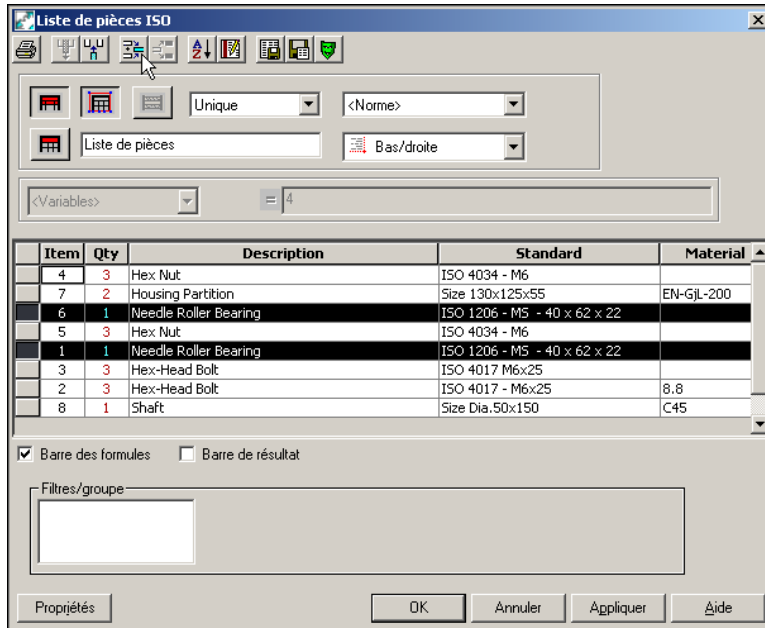 Liste de pièces ISO
Unique <Norme>
Liste de pièces Bas/droite
<Variables> = 4
Item Qty Description Standard Material
4 3 Hex Nut ISO 4034 - M6
7 2 Housing Partition Size 130x125x55 EN-GjL-200
6 1 Needle Roller Bearing ISO 1206 - MS - 40 x 62 x 22
5 3 Hex Nut ISO 4034 - M6
1 1 Needle Roller Bearing ISO 1206 - MS - 40 x 62 x 22
3 3 Hex-Head Bolt ISO 4017 M6x25
2 3 Hex-Head Bolt ISO 4017 - M6x25 8.8
8 1 Shaft Size Dia.50x150 C45
Barre des formules Barre de résultat
Filtres/groupe
Propriétés OK Annuler Appliquer Aide